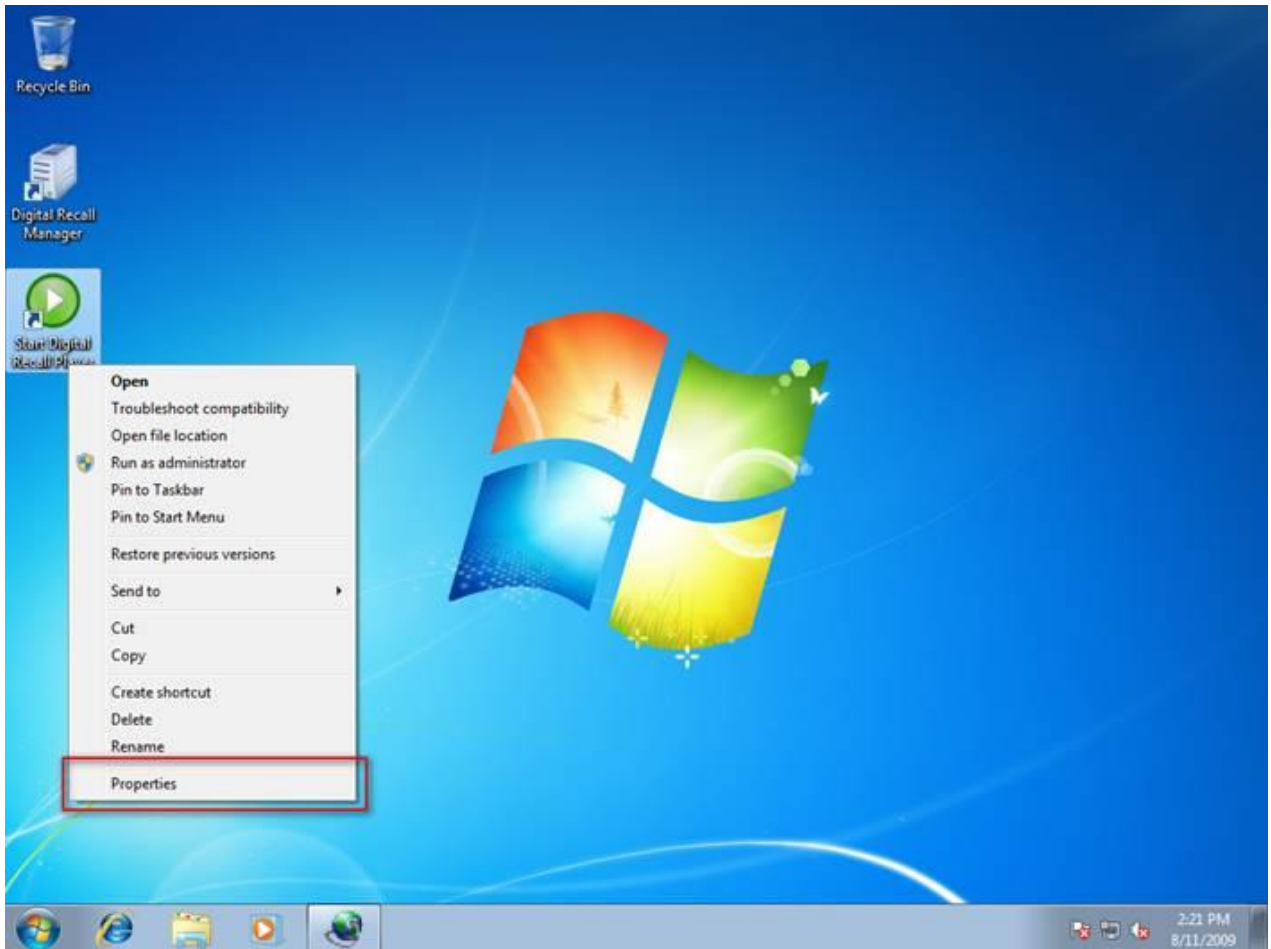 Recycle Bin
Digital Recall
Manager
Start Digital
Recall Player
Open
Troubleshoot compatibility
Open file location
Run as administrator
Pin to Taskbar
Pin to Start Menu
Restore previous versions
Send to
Cut
Copy
Create shortcut
Delete
Rename
Properties
2:21 PM
8/11/2009